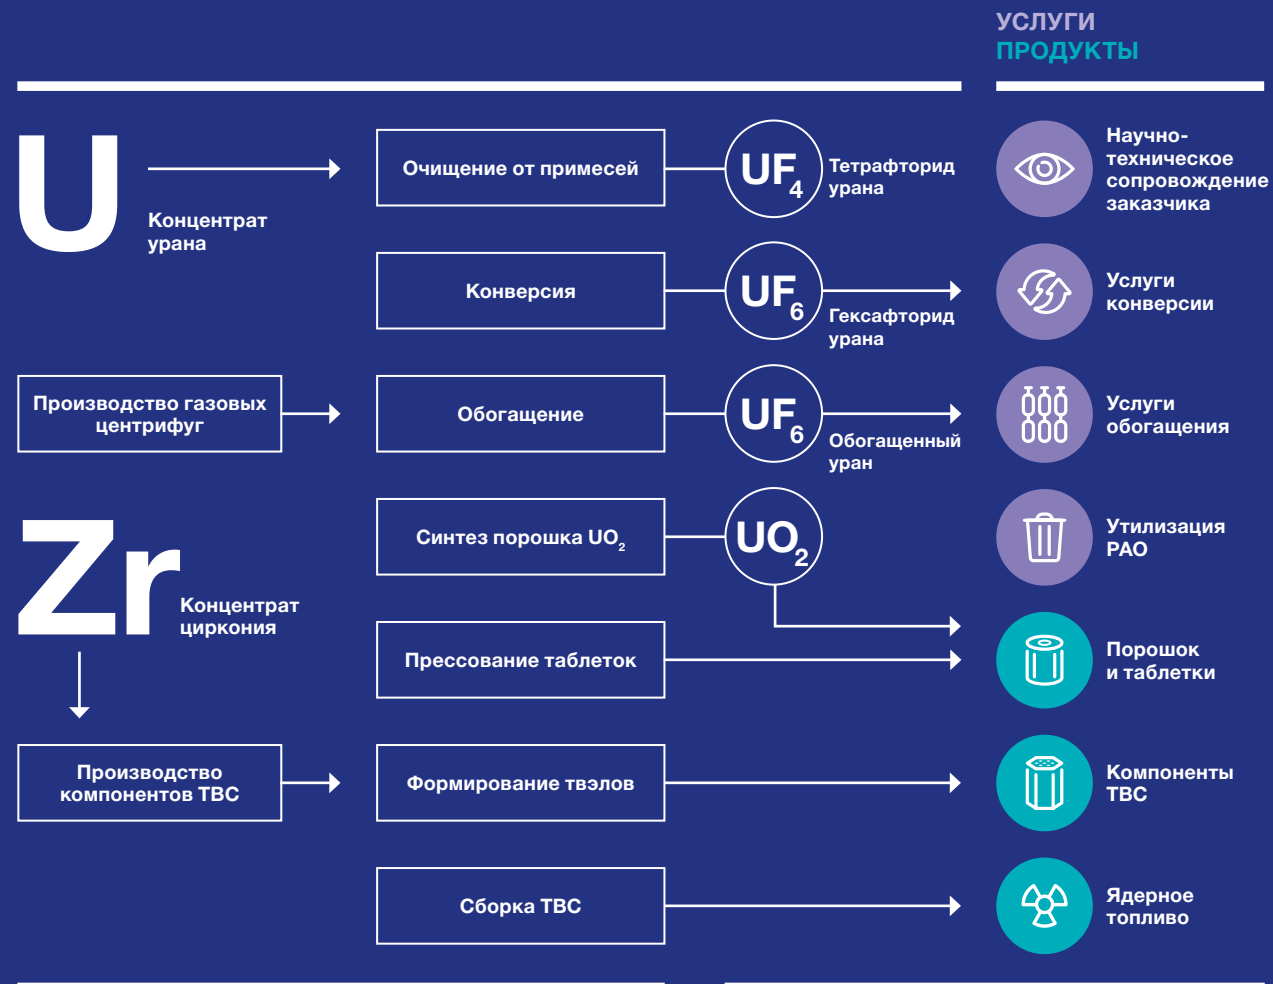 УСЛУГИ
ПРОДУКТЫ
U
Концентрат
урана
Очищение от примесей
UF4
Тетрафторид
урана
Научно-
техническое
сопровождение
заказчика
Конверсия
UF6
Гексафторид
урана
Услуги
конверсии
Производство газовых
центрифуг
Обогащение
UF6
Обогащенный
уран
Услуги
обогащения
Zr
Концентрат
циркония
Синтез порошка UO2
UO2
Утилизация
РАО
Прессование таблеток
Порошок
и таблетки
Производство
компонентов ТВС
Формирование твэлов
Компоненты
ТВС
Сборка ТВС
Ядерное
топливо